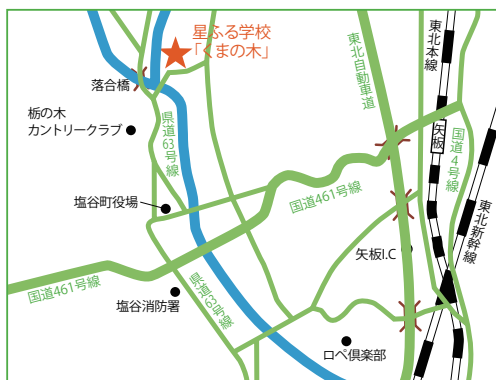 星ふる学校
「くまの木」
落合橋
栃の木
カントリークラブ
県道63号線
塩谷町役場
国道461号線
国道461号線
塩谷消防署
県道63号線
東北自動車道
東北本線
矢板
国道4号線
東北新幹線
矢板I.C
ロペ倶楽部